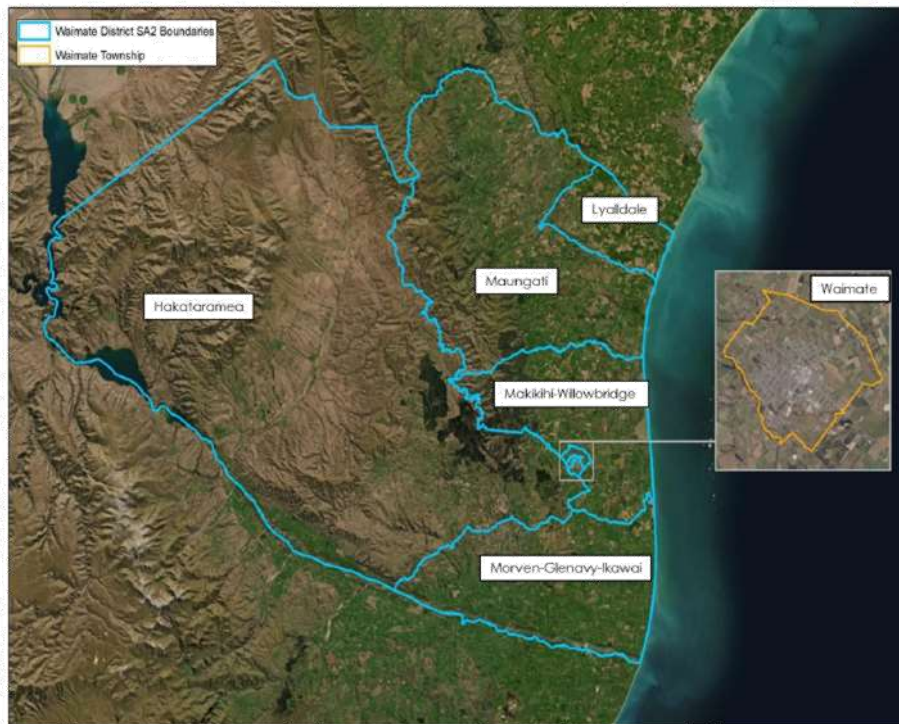 Waimate District SA2 Boundaries
Waimate Township
Lyalldale
Maungati
Waimate
Hakataramea
Makikihi-Willowbridge
Morven-Glenavy-Ikawai